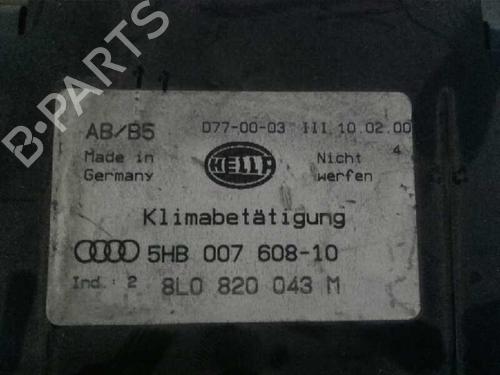 AB/B5 077-00-03 III 10.02.00
4
Made in HELLA Nicht
Germany werfen
Klimabetätigung
5HB 007 608-10
Ind.: 2 8L0 820 043 M
B-PARTS